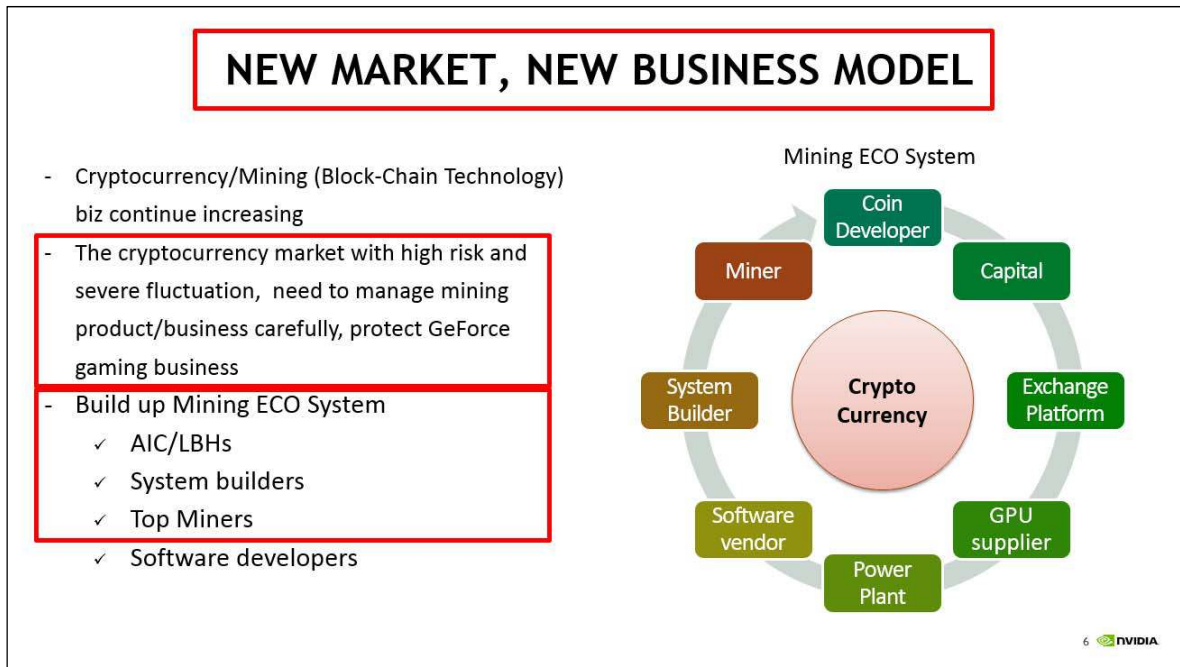 NEW MARKET, NEW BUSINESS MODEL
- Cryptocurrency/Mining (Block-Chain Technology)
biz continue increasing
- The cryptocurrency market with high risk and
severe fluctuation, need to manage mining
product/business carefully, protect GeForce
gaming business
- Build up Mining ECO System
✓ AIC/LBHs
✓ System builders
✓ Top Miners
✓ Software developers
Mining ECO System
Coin
Developer
Capital
Exchange
Platform
GPU
supplier
Power
Plant
Software
vendor
System
Builder
Miner
Crypto
Currency
6 NVIDIA